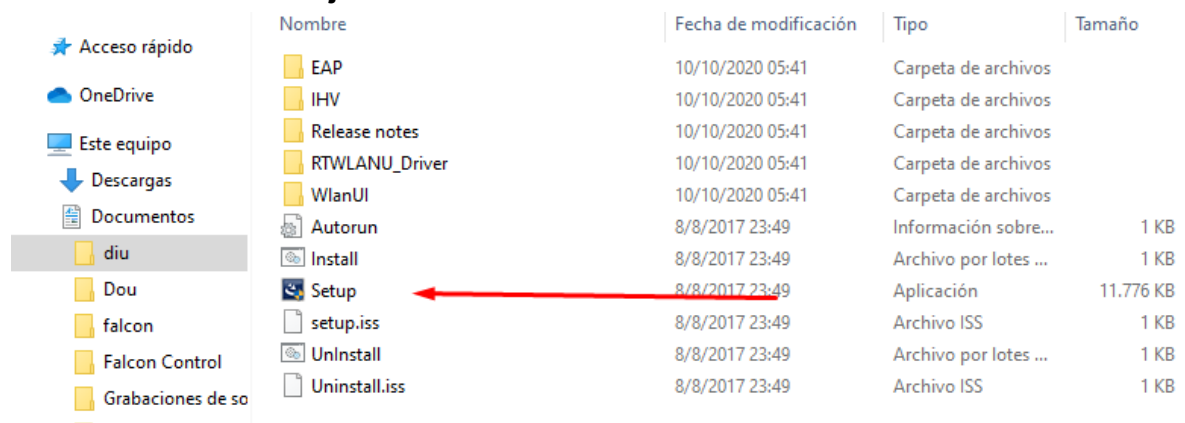 Acceso rápido
OneDrive
Este equipo
Descargas
Documentos
diu
Dou
falcon
Falcon Control
Grabaciones de so
Nombre Fecha de modificación Tipo Tamaño
EAP 10/10/2020 05:41 Carpeta de archivos
IHV 10/10/2020 05:41 Carpeta de archivos
Release notes 10/10/2020 05:41 Carpeta de archivos
RTWLANU_Driver 10/10/2020 05:41 Carpeta de archivos
WlanUI 10/10/2020 05:41 Carpeta de archivos
Autorun 8/8/2017 23:49 Información sobre... 1 KB
Install 8/8/2017 23:49 Archivo por lotes ... 1 KB
Setup 8/8/2017 23:49 Aplicación 11.776 KB
setup.iss 8/8/2017 23:49 Archivo ISS 1 KB
UnInstall 8/8/2017 23:49 Archivo por lotes ... 1 KB
Uninstall.iss 8/8/2017 23:49 Archivo ISS 1 KB